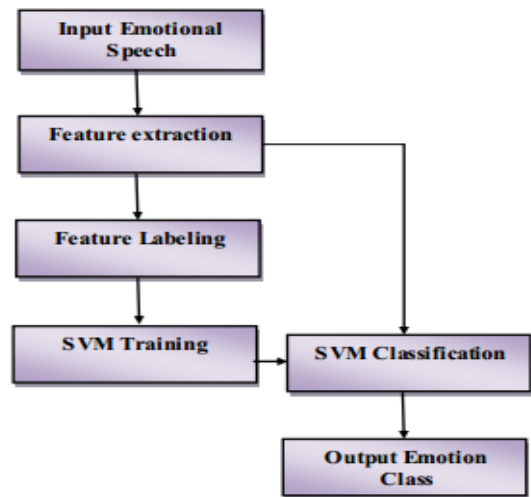 Input Emotional
Speech
Feature extraction
Feature Labeling
SVM Training
SVM Classification
Output Emotion
Class